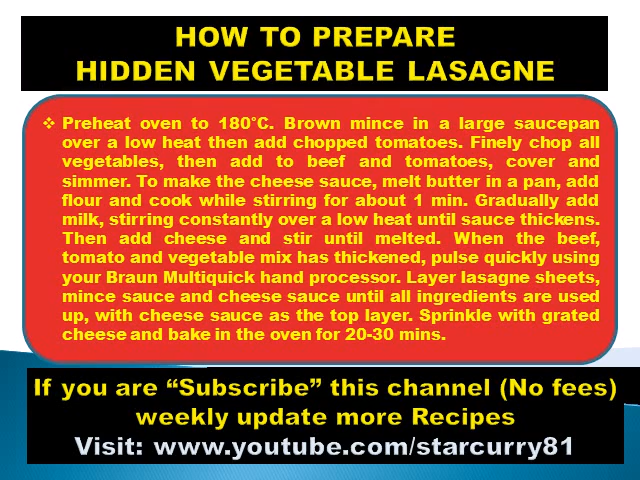 HOW TO PREPARE
HIDDEN VEGETABLE LASAGNE
❖ Preheat oven to 180°C. Brown mince in a large saucepan
over a low heat then add chopped tomatoes. Finely chop all
vegetables, then add to beef and tomatoes, cover and
simmer. To make the cheese sauce, melt butter in a pan, add
flour and cook while stirring for about 1 min. Gradually add
milk, stirring constantly over a low heat until sauce thickens.
Then add cheese and stir until melted. When the beef,
tomato and vegetable mix has thickened, pulse quickly using
your Braun Multiquick hand processor. Layer lasagne sheets,
mince sauce and cheese sauce until all ingredients are used
up, with cheese sauce as the top layer. Sprinkle with grated
cheese and bake in the oven for 20-30 mins.
If you are “Subscribe” this channel (No fees)
weekly update more Recipes
Visit: www.youtube.com/starcurry81